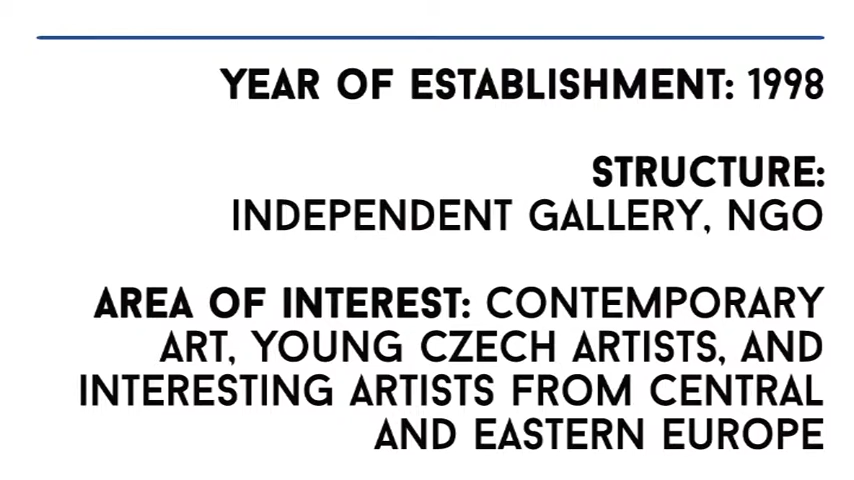 YEAR OF ESTABLISHMENT: 1998
STRUCTURE:
INDEPENDENT GALLERY, NGO
AREA OF INTEREST: CONTEMPORARY
ART, YOUNG CZECH ARTISTS, AND
INTERESTING ARTISTS FROM CENTRAL
AND EASTERN EUROPE